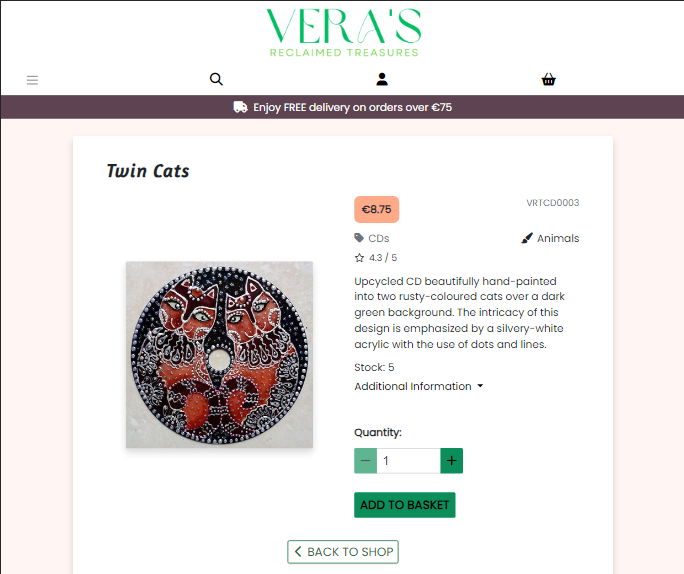 VERA'S
RECLAIMED TREASURES
Enjoy FREE delivery on orders over €75
Twin Cats
€8.75
VRTCD0003
CDs
Animals
4.3 / 5
Upcycled CD beautifully hand-painted
into two rusty-coloured cats over a dark
green background. The intricacy of this
design is emphasized by a silvery-white
acrylic with the use of dots and lines.
Stock: 5
Additional Information
Quantity:
1
ADD TO BASKET
BACK TO SHOP